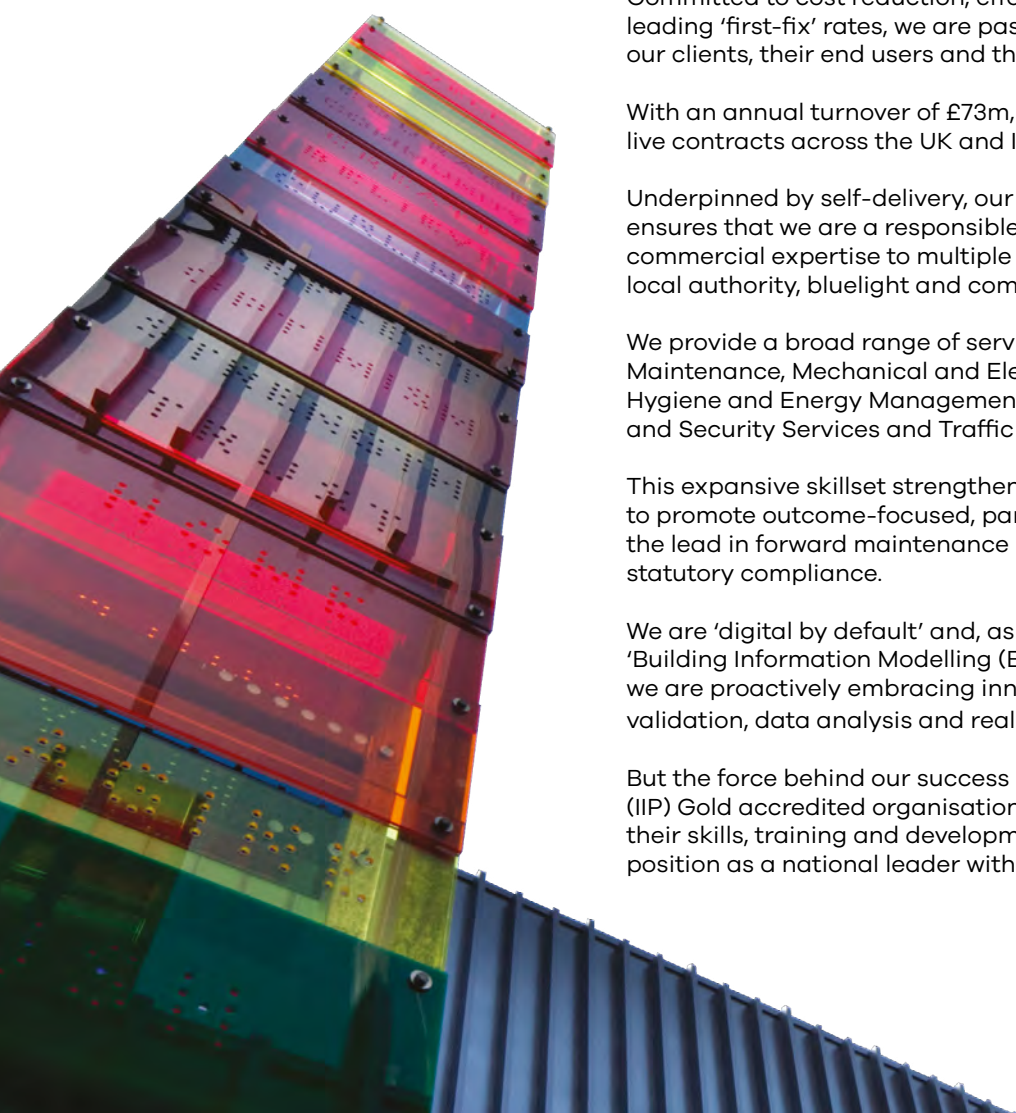 leading ‘first-fix’ rates, we are pas
our clients, their end users and th
With an annual turnover of £73m,
live contracts across the UK and I
Underpinned by self-delivery, our
ensures that we are a responsible
commercial expertise to multiple
local authority, bluelight and com
We provide a broad range of serv
Maintenance, Mechanical and Ele
Hygiene and Energy Managemen
and Security Services and Traffic
This expansive skillset strengthen
to promote outcome-focused, par
the lead in forward maintenance
statutory compliance.
We are ‘digital by default’ and, as
‘Building Information Modelling (B
we are proactively embracing inn
validation, data analysis and real
But the force behind our success
(IIP) Gold accredited organisation
their skills, training and developm
position as a national leader with